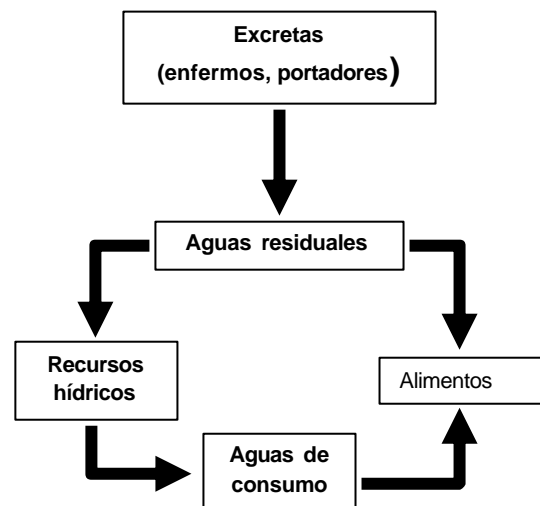 Excretas
(enfermos, portadores)
Aguas residuales
Recursos
hídricos
Alimentos
Aguas de
consumo